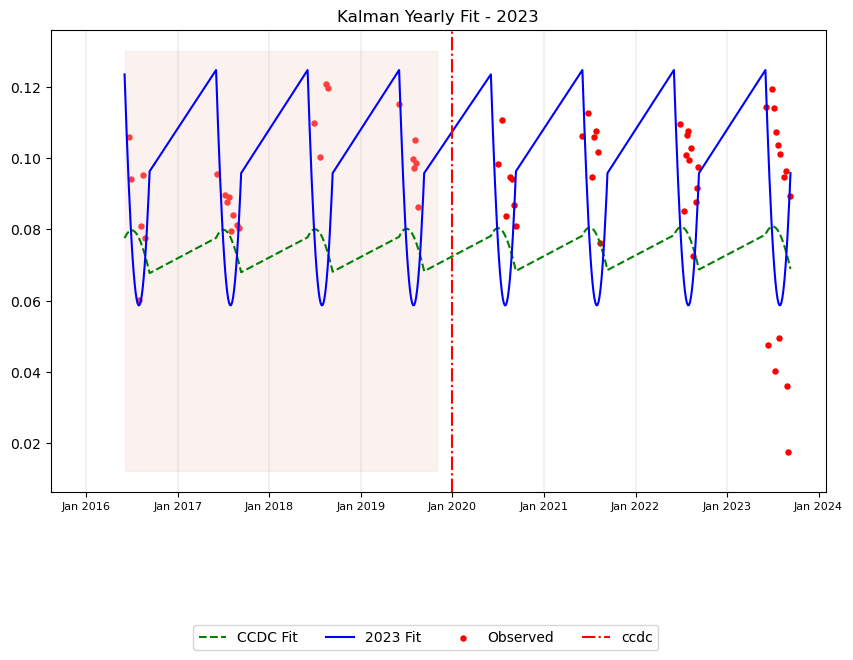 Kalman Yearly Fit - 2023
0.12
0.10
0.08
0.06
0.04
0.02
Jan 2016 Jan 2017 Jan 2018 Jan 2019 Jan 2020 Jan 2021 Jan 2022 Jan 2023 Jan 2024
CCDC Fit 2023 Fit Observed ccdc